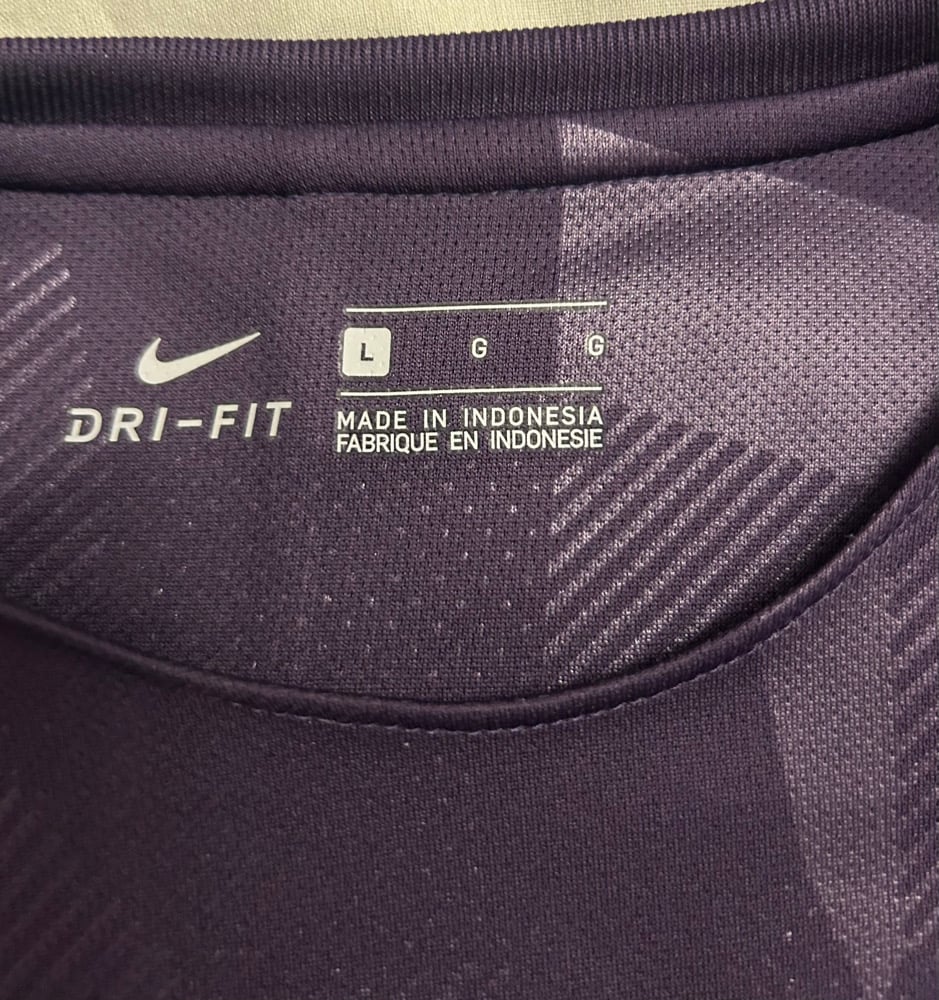 DRI-FIT
L G G
MADE IN INDONESIA
FABRIQUE EN INDONESIE